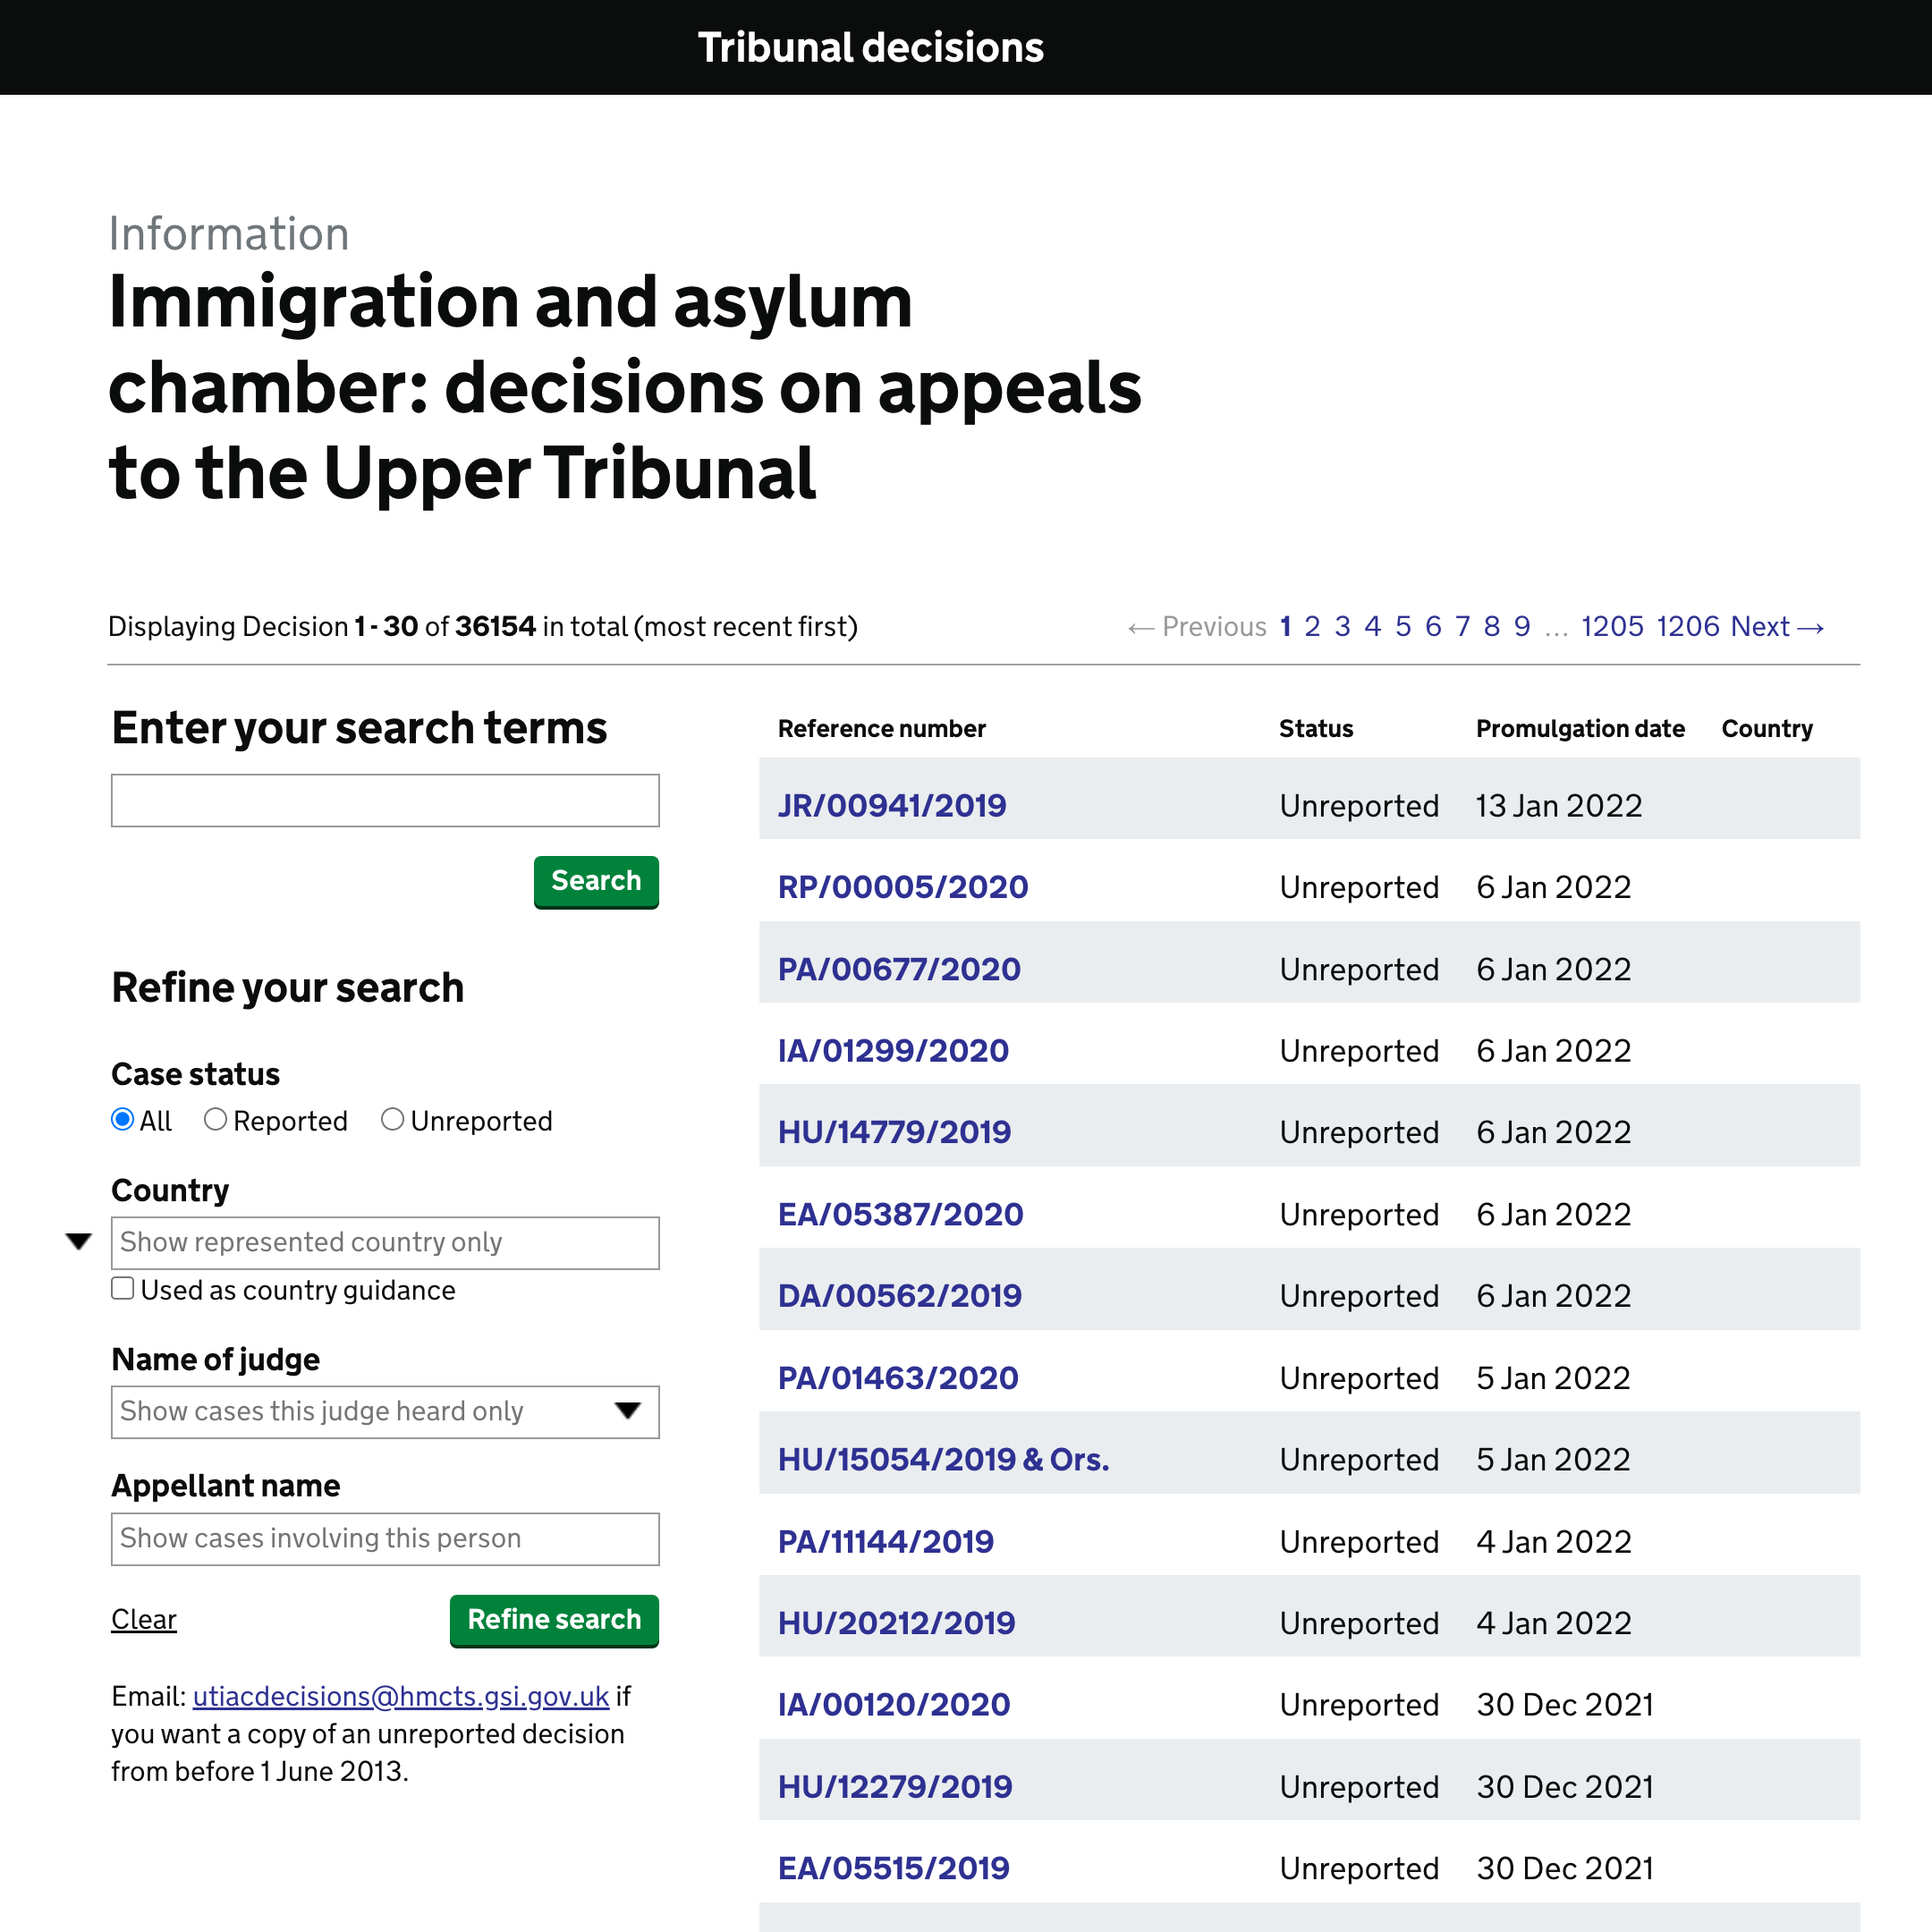 Tribunal decisions
Information
Immigration and asylum
chamber: decisions on appeals
to the Upper Tribunal
Displaying Decision 1 - 30 of 36154 in total (most recent first)
← Previous 1 2 3 4 5 6 7 8 9 … 1205 1206 Next →
Enter your search terms
Search
Refine your search
Case status
All Reported Unreported
Country
Show represented country only
Used as country guidance
Name of judge
Show cases this judge heard only
Appellant name
Show cases involving this person
Clear Refine search
Email: utiacdecisions@hmcts.gsi.gov.uk if
you want a copy of an unreported decision
from before 1 June 2013.
Reference number Status Promulgation date Country
JR/00941/2019 Unreported 13 Jan 2022
RP/00005/2020 Unreported 6 Jan 2022
PA/00677/2020 Unreported 6 Jan 2022
IA/01299/2020 Unreported 6 Jan 2022
HU/14779/2019 Unreported 6 Jan 2022
EA/05387/2020 Unreported 6 Jan 2022
DA/00562/2019 Unreported 6 Jan 2022
PA/01463/2020 Unreported 5 Jan 2022
HU/15054/2019 & Ors. Unreported 5 Jan 2022
PA/11144/2019 Unreported 4 Jan 2022
HU/20212/2019 Unreported 4 Jan 2022
IA/00120/2020 Unreported 30 Dec 2021
HU/12279/2019 Unreported 30 Dec 2021
EA/05515/2019 Unreported 30 Dec 2021